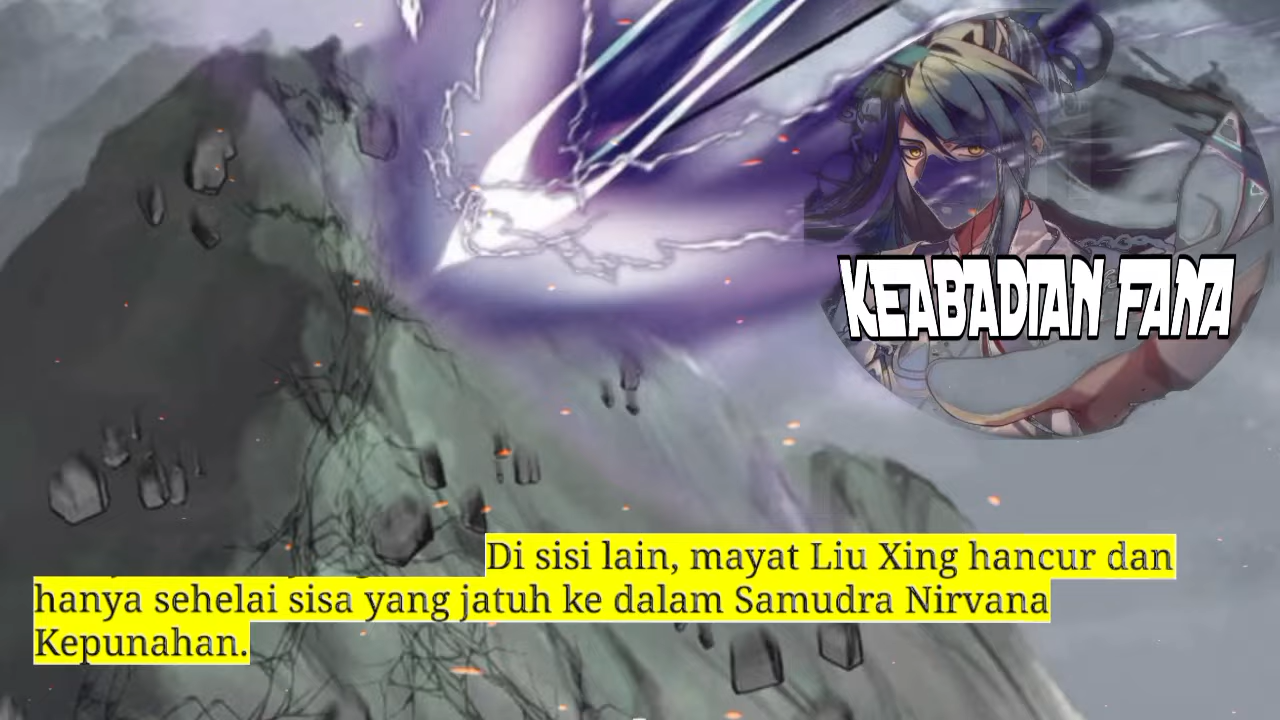 KEABADIAN FANA
Di sisi lain, mayat Liu Xing hancur dan
hanya sehelai sisa yang jatuh ke dalam Samudra Nirvana
Kepunahan.